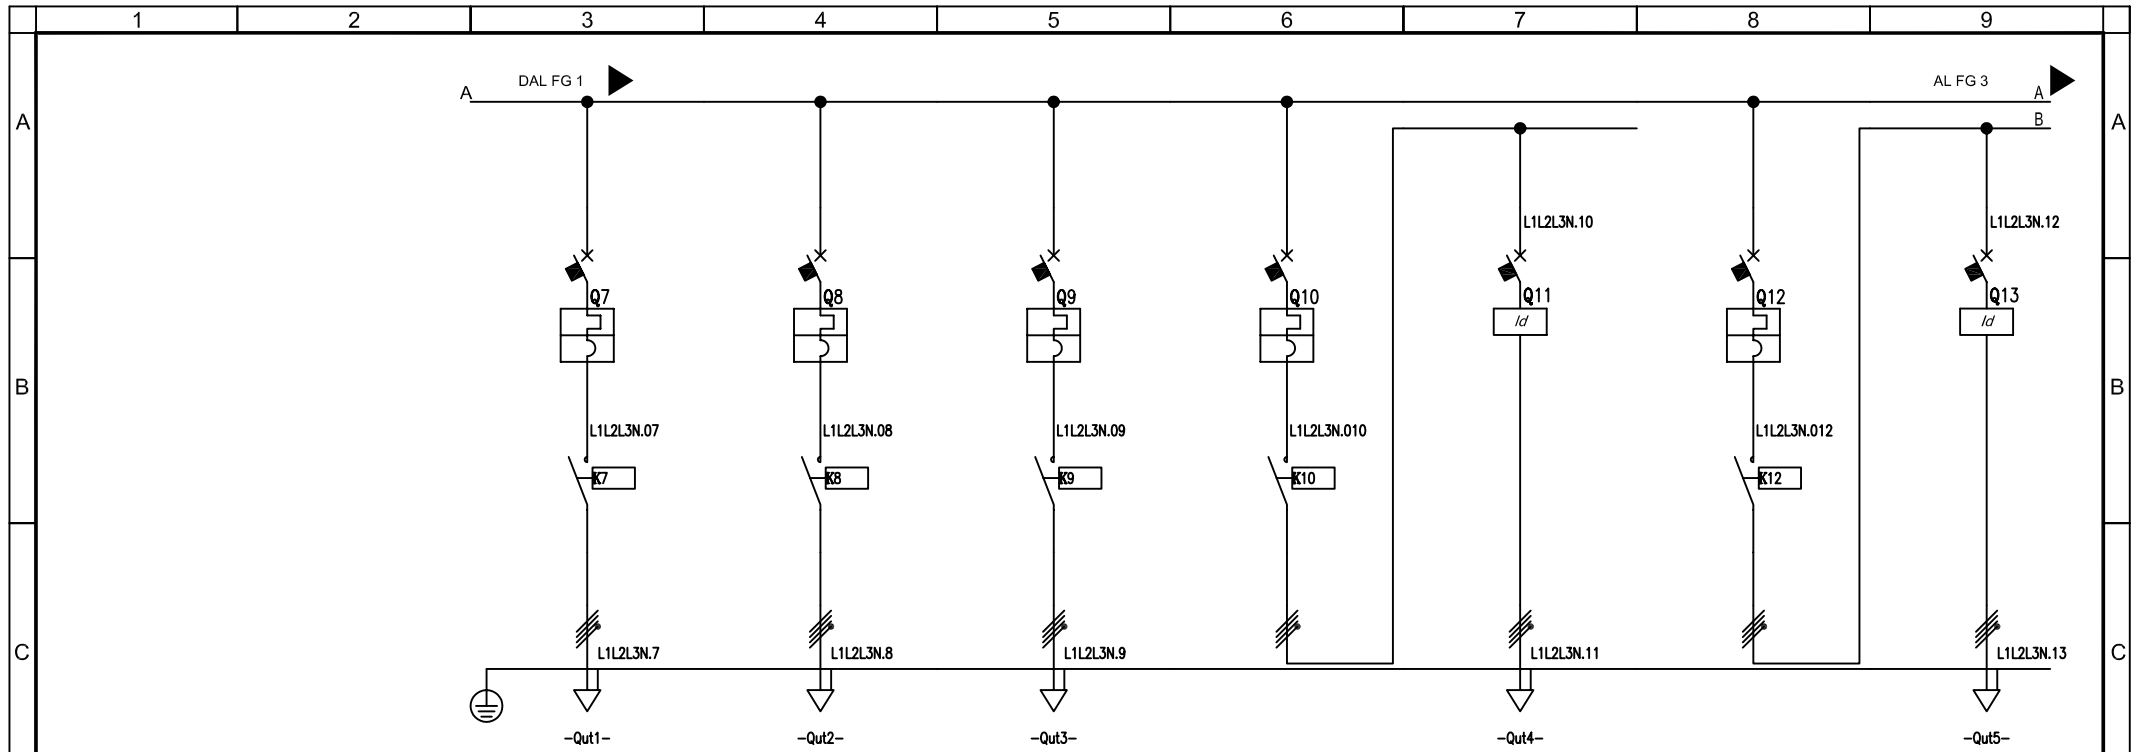 1 2 3 4 5 6 7 8 9
DAL FG 1 AL FG 3
A A
B
A A
L1L2L3N.10 L1L2L3N.12
Q7 Q8 Q9 Q10 Q11 Q12 Q13
Id Id
B B
L1L2L3N.07 L1L2L3N.08 L1L2L3N.09 L1L2L3N.010 L1L2L3N.012
K7 K8 K9 K10 K12
C L1L2L3N.7 L1L2L3N.8 L1L2L3N.9 L1L2L3N.11 L1L2L3N.13 C
-Qut1- -Qut2- -Qut3- -Qut4- -Qut5-